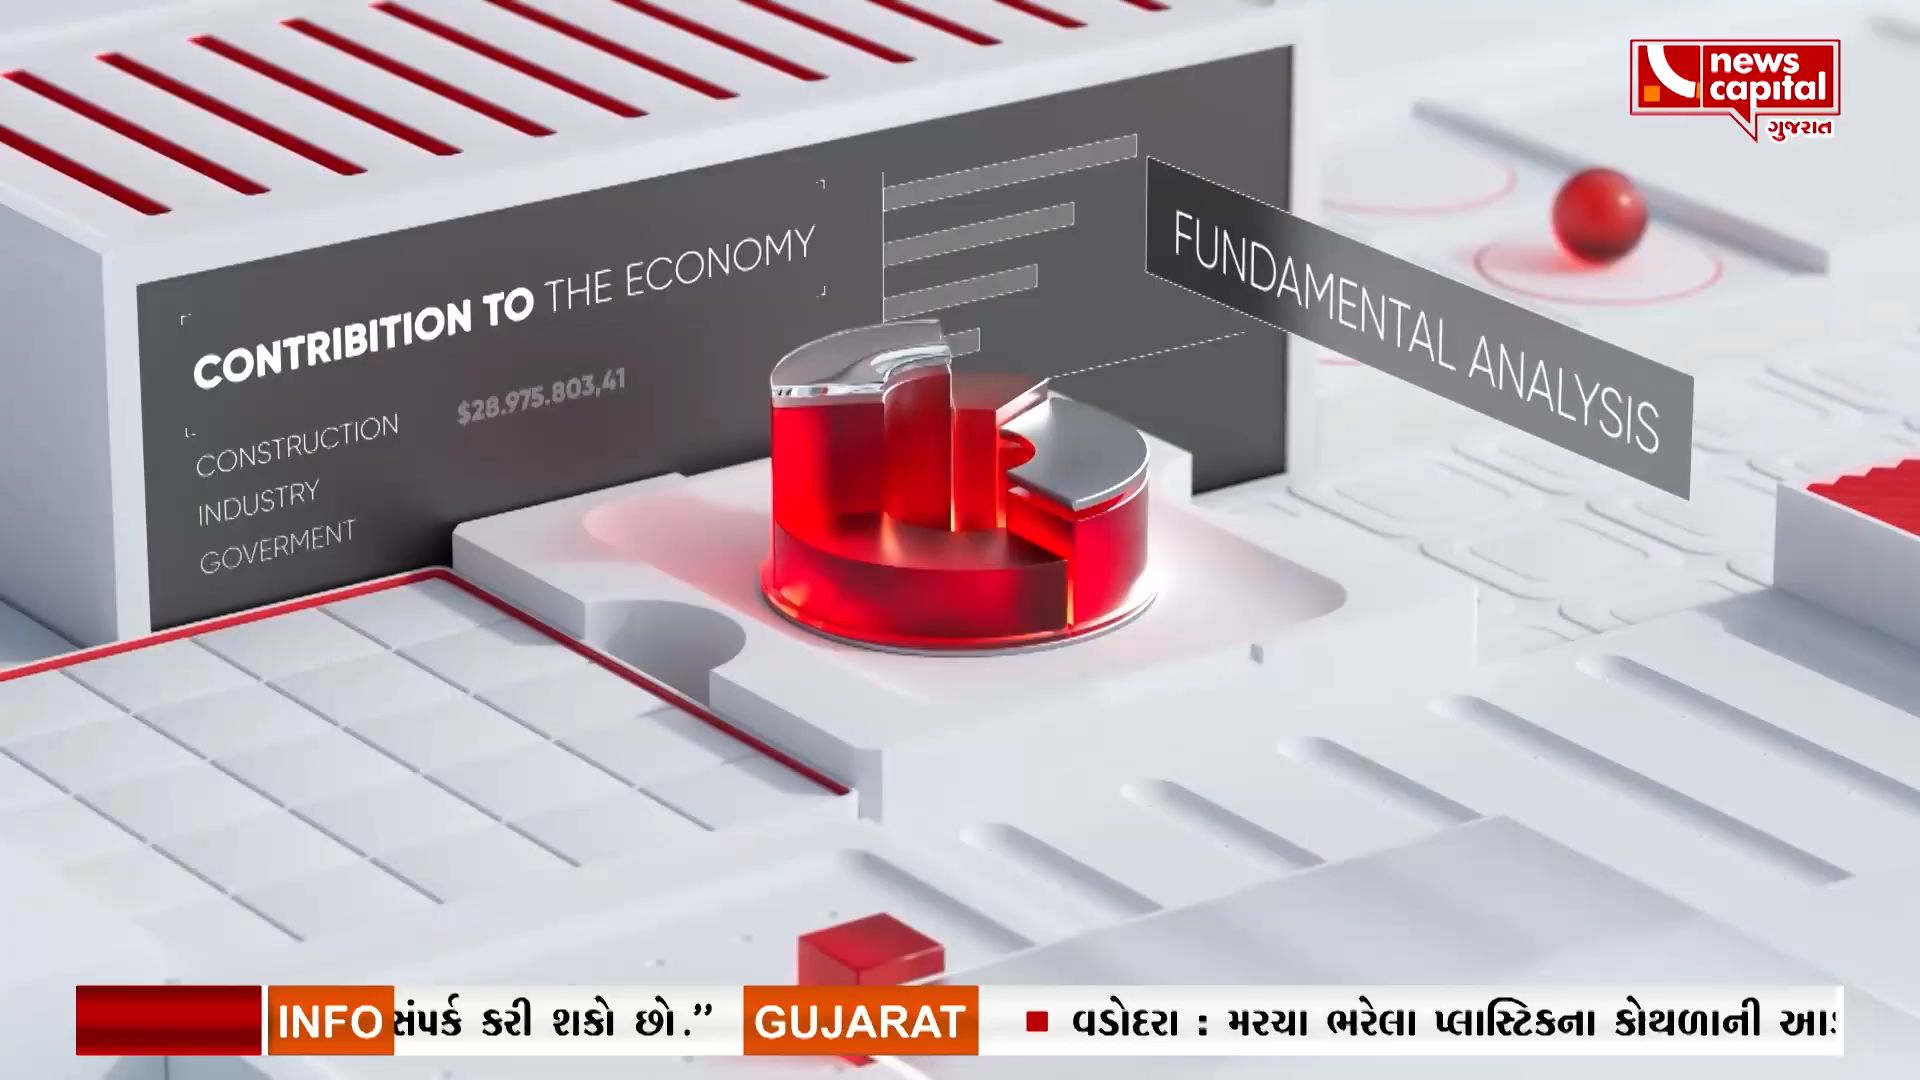 news
capital
ગુજરાત
CONTRIBITION TO THE ECONOMY
$28.975.803,41
CONSTRUCTION
INDUSTRY
GOVERMENT
FUNDAMENTAL ANALYSIS
INFO સંપર્ક કરી શકો છો.” GUJARAT ■ વડોદરા : મરચા ભરેલા પ્લાસ્ટિકના કોથળાની